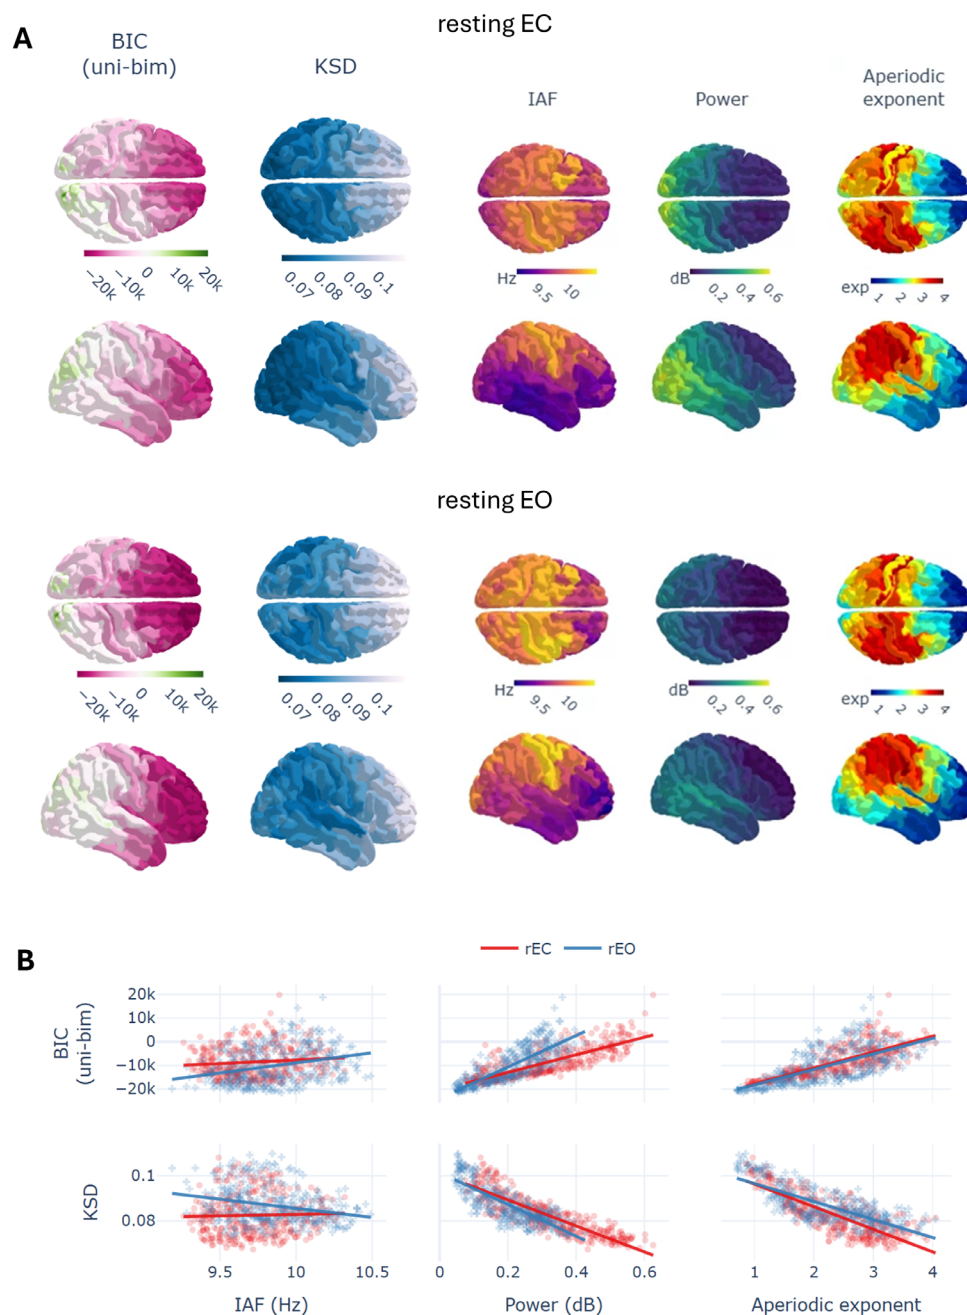 A
resting EC
BIC
(uni-bim)
KSD
IAF
Power
Aperiodic
exponent
−20k
−10k
0
10k
20k
0.07
0.08
0.09
0.1
Hz
9.5
10
dB
0.2
0.4
0.6
exp
1
2
3
4
resting EO
−20k
−10k
0
10k
20k
0.07
0.08
0.09
0.1
Hz
9.5
10
dB
0.2
0.4
0.6
exp
1
2
3
4
B
rEC
rEO
BIC
(uni-bim)
20k
10k
0
−10k
−20k
KSD
0.1
0.08
9.5
10
10.5
0
0.2
0.4
0.6
1
2
3
4
IAF (Hz)
Power (dB)
Aperiodic exponent